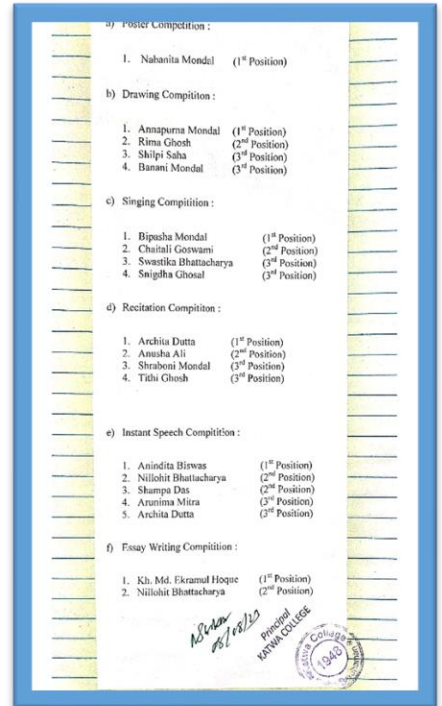 a) Poster Competition :
1. Nabanita Mondal (1st Position)
b) Drawing Compititon :
1. Annapurna Mondal (1st Position)
2. Rima Ghosh (2nd Position)
3. Shilpi Saha (3rd Position)
4. Banani Mondal (3rd Position)
c) Singing Compitition :
1. Bipasha Mondal (1st Position)
2. Chaitali Goswami (2nd Position)
3. Swastika Bhattacharya (3rd Position)
4. Snigdha Ghosal (3rd Position)
d) Recitation Compititon :
1. Archita Dutta (1st Position)
2. Anusha Ali (2nd Position)
3. Shraboni Mondal (3rd Position)
4. Tithi Ghosh (3rd Position)
e) Instant Speech Compitition :
1. Anindita Biswas (1st Position)
2. Nillohit Bhattacharya (2nd Position)
3. Shampa Das (2nd Position)
4. Arunima Mitra (3rd Position)
5. Archita Dutta (3rd Position)
f) Essay Writing Compitition :
1. Kh. Md. Ekramul Hoque (1st Position)
2. Nillohit Bhattacharya (2nd Position)
Principal
KATWA COLLEGE
Katwa College
1948